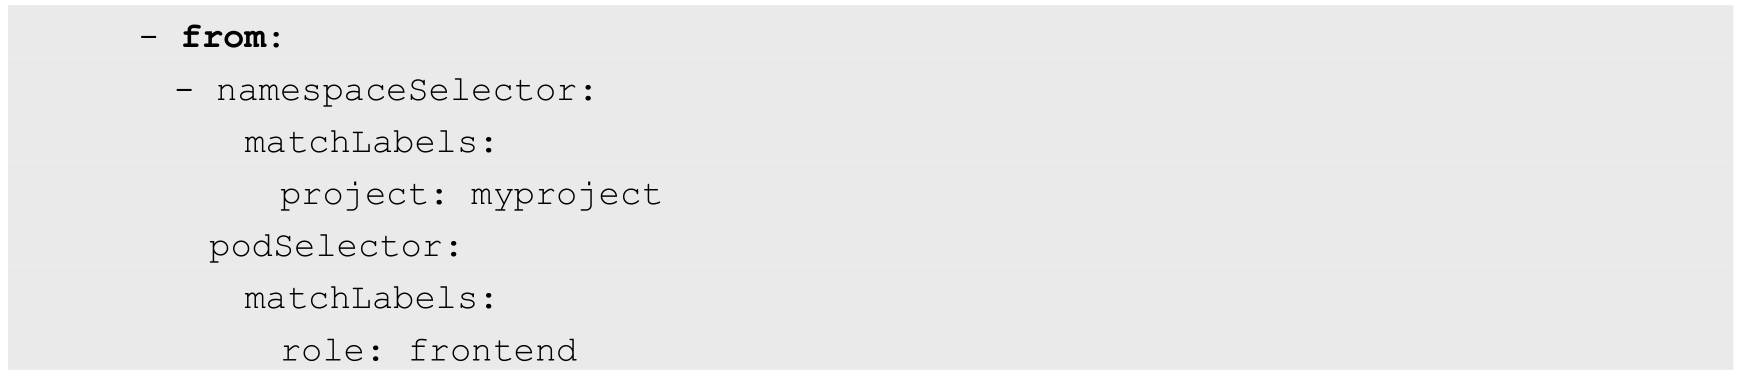 - from:
- namespaceSelector:
matchLabels:
project: myproject
podSelector:
matchLabels:
role: frontend